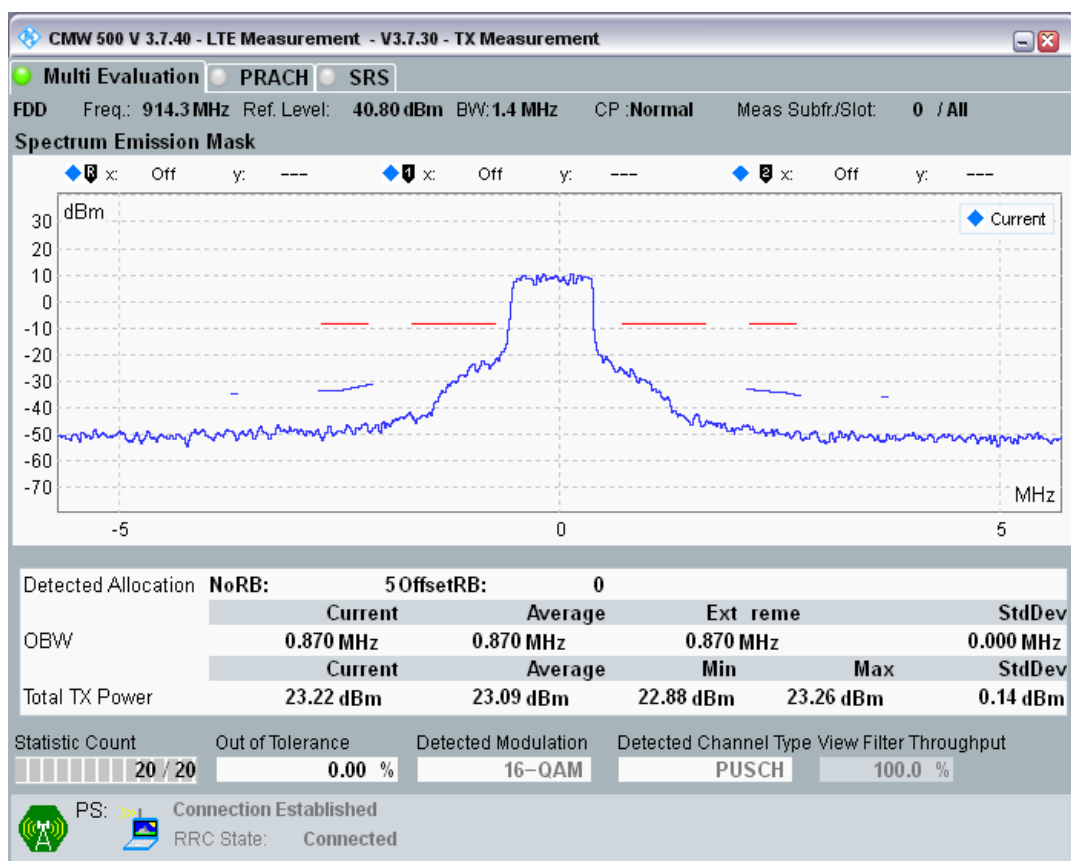 CMW 500 V 3.7.40 - LTE Measurement - V3.7.30 - TX Measurement
Multi Evaluation PRACH SRS
FDD Freq.: 914.3 MHz Ref. Level: 40.80 dBm BW: 1.4 MHz CP :Normal Meas Subfr./Slot: 0 / All
Spectrum Emission Mask
R x: Off y: --- 1 x: Off y: --- 2 x: Off y: ---
dBm
Current
30
20
10
0
-10
-20
-30
-40
-50
-60
-70
MHz
-5 0 5
Detected Allocation NoRB: 5 OffsetRB: 0
Current Average Ext reme StdDev
OBW 0.870 MHz 0.870 MHz 0.870 MHz 0.000 MHz
Current Average Min Max StdDev
Total TX Power 23.22 dBm 23.09 dBm 22.88 dBm 23.26 dBm 0.14 dBm
Statistic Count Out of Tolerance Detected Modulation Detected Channel Type View Filter Throughput
20 / 20 0.00 % 16-QAM PUSCH 100.0 %
PS: Connection Established
RRC State: Connected